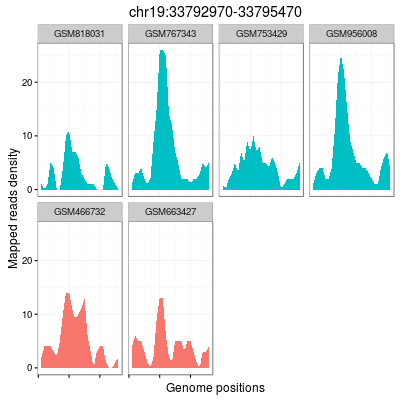 chr19:33792970-33795470
GSM818031 GSM767343 GSM753429 GSM956008
20
10
0
GSM466732 GSM663427
20
10
0
Mapped reads density
Genome positions